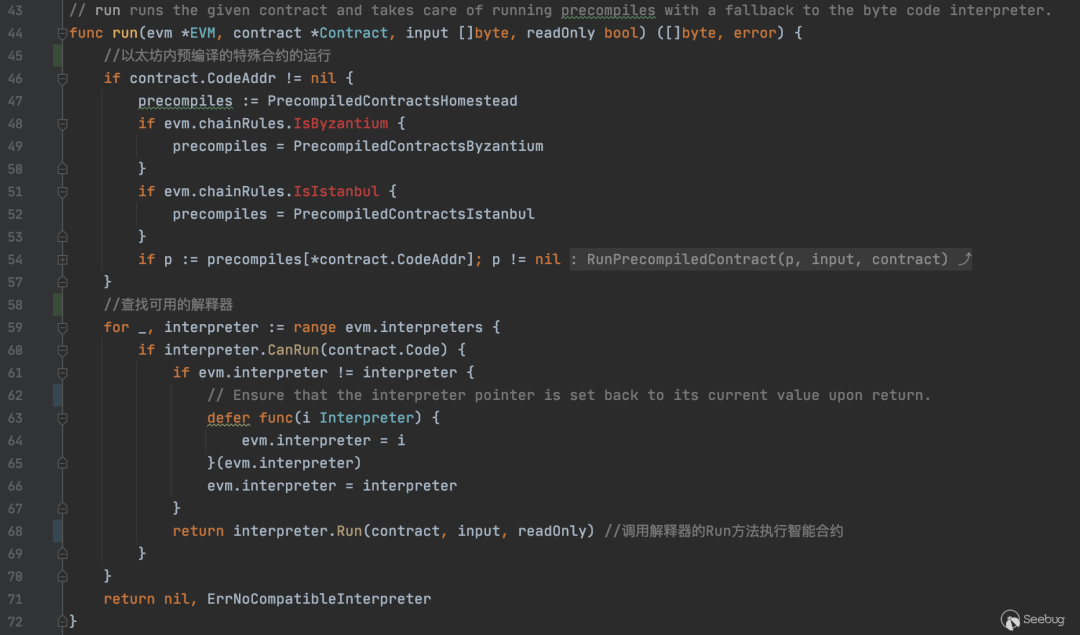 43 // run runs the given contract and takes care of running precompiles with a fallback to the byte code interpreter.
44 func run(evm *EVM, contract *Contract, input []byte, readOnly bool) ([]byte, error) {
45 //以太坊内预编译的特殊合约的运行
46 if contract.CodeAddr != nil {
47 precompiles := PrecompiledContractsHomestead
48 if evm.chainRules.IsByzantium {
49 precompiles = PrecompiledContractsByzantium
50 }
51 if evm.chainRules.IsIstanbul {
52 precompiles = PrecompiledContractsIstanbul
53 }
54 if p := precompiles[*contract.CodeAddr]; p != nil : RunPrecompiledContract(p, input, contract) ⤴
57 }
58 //查找可用的解释器
59 for _, interpreter := range evm.interpreters {
60 if interpreter.CanRun(contract.Code) {
61 if evm.interpreter != interpreter {
62 // Ensure that the interpreter pointer is set back to its current value upon return.
63 defer func(i Interpreter) {
64 evm.interpreter = i
65 }(evm.interpreter)
66 evm.interpreter = interpreter
67 }
68 return interpreter.Run(contract, input, readOnly) //调用解释器的Run方法执行智能合约
69 }
70 }
71 return nil, ErrNoCompatibleInterpreter
72 }
Seebug